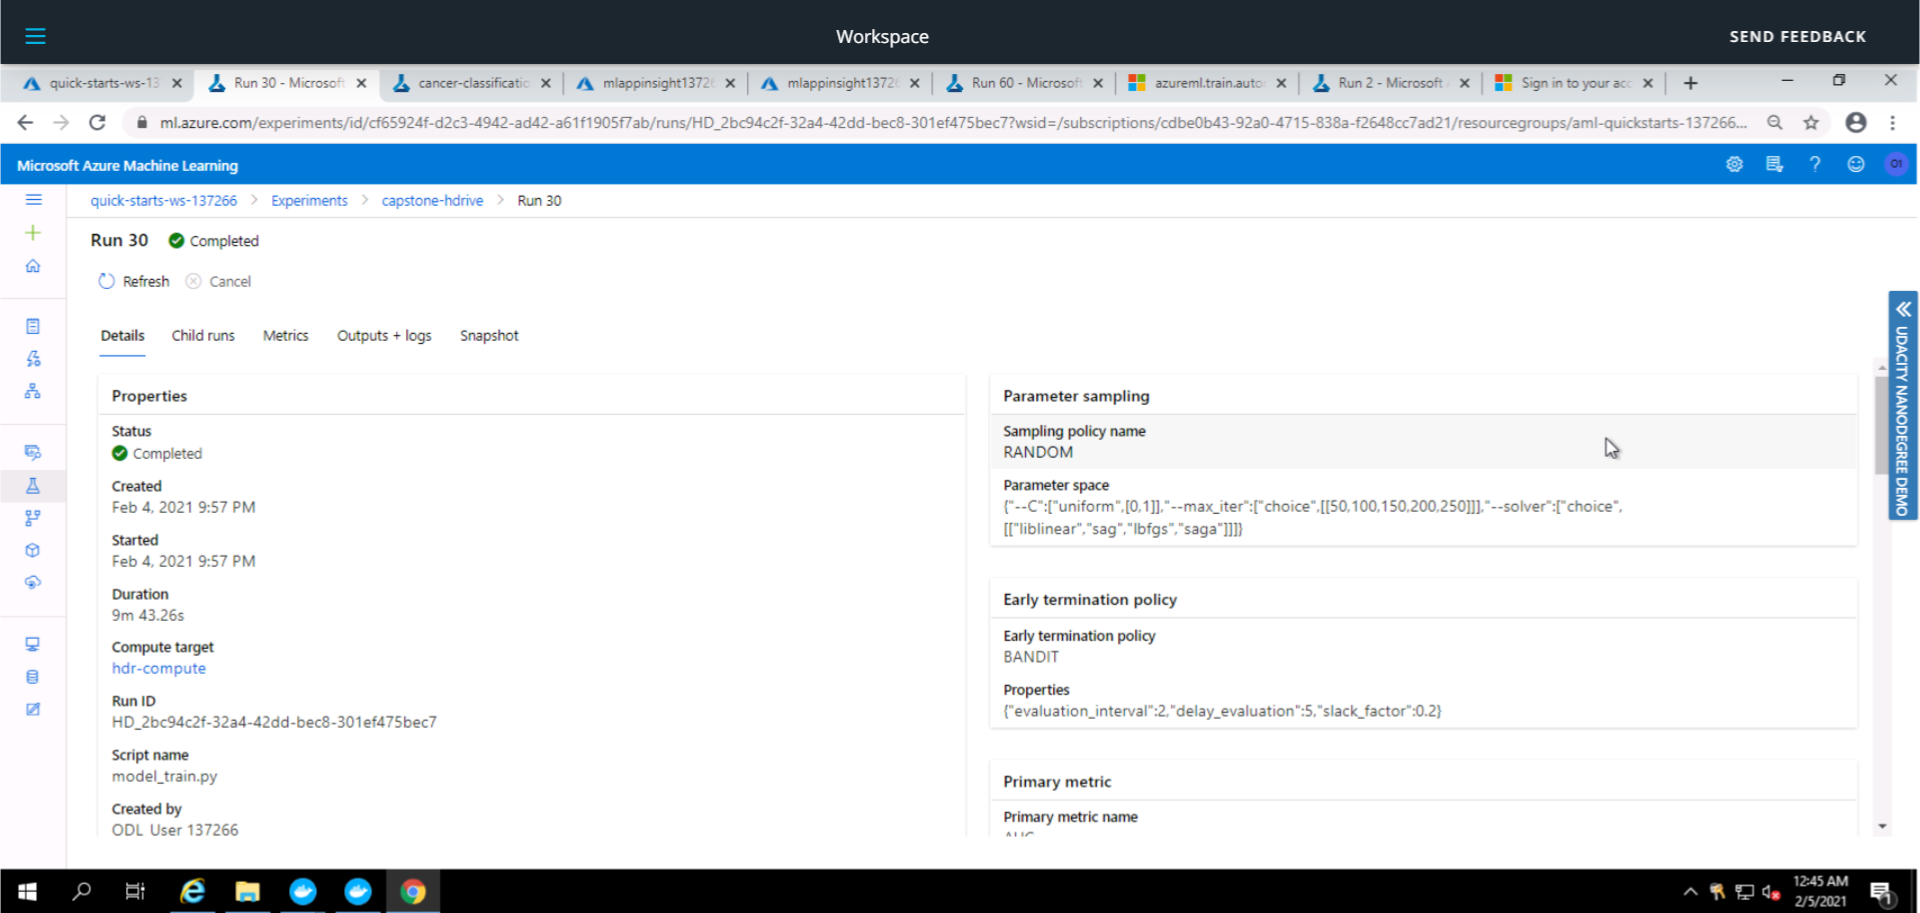 Workspace
SEND FEEDBACK
quick-starts-ws-13
Run 30 - Microsoft
cancer-classificatio
mlappinsight13726
mlappinsight13726
Run 60 - Microsoft
azureml.train.auto
Run 2 - Microsoft
Sign in to your acc
ml.azure.com/experiments/id/cf65924f-d2c3-4942-ad42-a61f1905f7ab/runs/HD_2bc94c2f-32a4-42dd-bec8-301ef475bec7?wsid=/subscriptions/cdbe0b43-92a0-4715-838a-f2648cc7ad21/resourcegroups/aml-quickstarts-137266...
Microsoft Azure Machine Learning
O1
quick-starts-ws-137266 > Experiments > capstone-hdrive > Run 30
Run 30 Completed
Refresh Cancel
Details Child runs Metrics Outputs + logs Snapshot
Properties
Status
Completed
Created
Feb 4, 2021 9:57 PM
Started
Feb 4, 2021 9:57 PM
Duration
9m 43.26s
Compute target
hdr-compute
Run ID
HD_2bc94c2f-32a4-42dd-bec8-301ef475bec7
Script name
model_train.py
Created by
ODL_User 137266
Parameter sampling
Sampling policy name
RANDOM
Parameter space
{"--C":["uniform",[0,1]],"--max_iter":["choice",[[50,100,150,200,250]]],"--solver":["choice",
[["liblinear","sag","lbfgs","saga"]]]}
Early termination policy
Early termination policy
BANDIT
Properties
{"evaluation_interval":2,"delay_evaluation":5,"slack_factor":0.2}
Primary metric
Primary metric name
UDACITY NANODEGREE DEMO
12:45 AM
2/5/2021
1